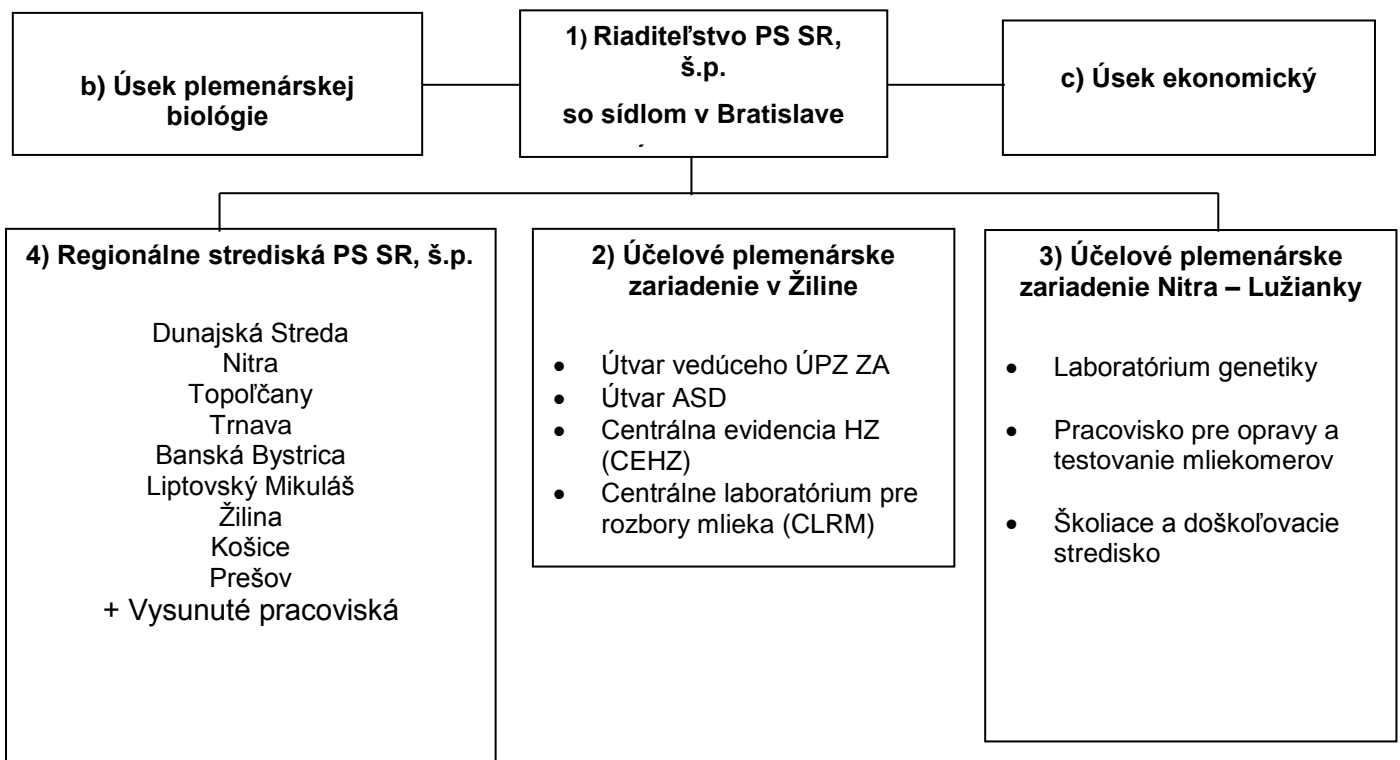 b) Úsek plemenárskej
biológie
1) Riaditeľstvo PS SR,
š.p.
so sídlom v Bratislave
c) Úsek ekonomický
4) Regionálne strediská PS SR, š.p.
Dunajská Streda
Nitra
Topoľčany
Trnava
Banská Bystrica
Liptovský Mikuláš
Žilina
Košice
Prešov
+ Vysunuté pracoviská
2) Účelové plemenárske
zariadenie v Žiline
• Útvar vedúceho ÚPZ ZA
• Útvar ASD
• Centrálna evidencia HZ
(CEHZ)
• Centrálne laboratórium pre
rozbory mlieka (CLRM)
3) Účelové plemenárske
zariadenie Nitra – Lužianky
• Laboratórium genetiky
• Pracovisko pre opravy a
testovanie mliekomerov
• Školiace a doškoľovacie
stredisko